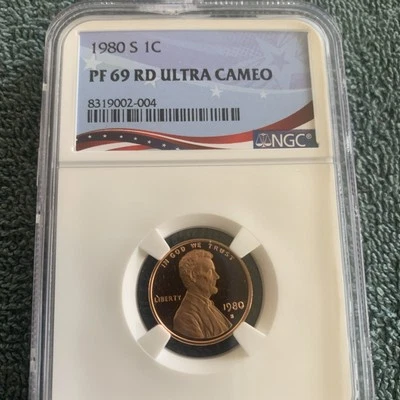 1980 S 1C
PF 69 RD ULTRA CAMEO
8319002-004
NGC®
IN GOD WE TRUST
LIBERTY
1980
S